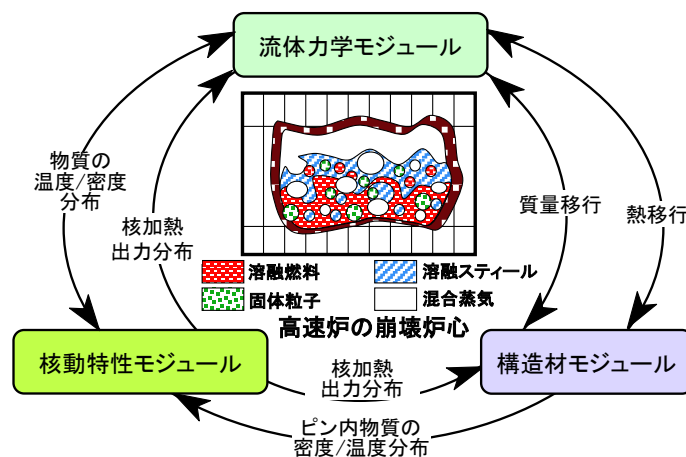 流体力学モジュール
物質の
温度/密度
分布
核加熱
出力分布
質量移行
熱移行
溶融燃料
溶融スティール
固体粒子
混合蒸気
高速炉の崩壊炉心
核動特性モジュール
核加熱
出力分布
構造材モジュール
ピン内物質の
密度/温度分布